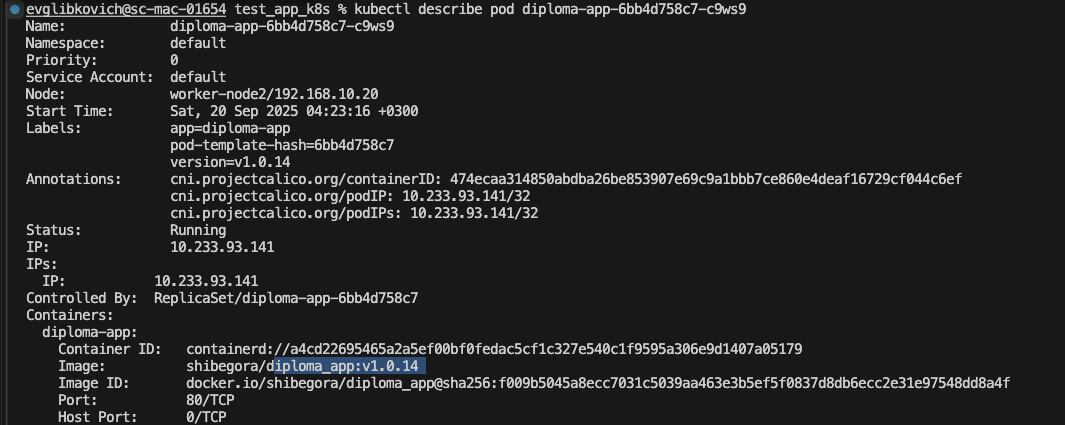 evglibkovich@sc-mac-01654 test_app_k8s % kubectl describe pod diploma-app-6bb4d758c7-c9ws9
Name:             diploma-app-6bb4d758c7-c9ws9
Namespace:        default
Priority:         0
Service Account:  default
Node:             worker-node2/192.168.10.20
Start Time:       Sat, 20 Sep 2025 04:23:16 +0300
Labels:           app=diploma-app
                  pod-template-hash=6bb4d758c7
                  version=v1.0.14
Annotations:      cni.projectcalico.org/containerID: 474ecaa314850abdba26be853907e69c9a1bbb7ce860e4deaf16729cf044c6ef
                  cni.projectcalico.org/podIP: 10.233.93.141/32
                  cni.projectcalico.org/podIPs: 10.233.93.141/32
Status:           Running
IP:               10.233.93.141
IPs:
  IP:           10.233.93.141
Controlled By:  ReplicaSet/diploma-app-6bb4d758c7
Containers:
  diploma-app:
    Container ID:   containerd://a4cd22695465a2a5ef00bf0fedac5cf1c327e540c1f9595a306e9d1407a05179
    Image:          shibegora/diploma_app:v1.0.14
    Image ID:       docker.io/shibegora/diploma_app@sha256:f009b5045a8ecc7031c5039aa463e3b5ef5f0837d8db6ecc2e31e97548dd8a4f
    Port:           80/TCP
    Host Port:      0/TCP